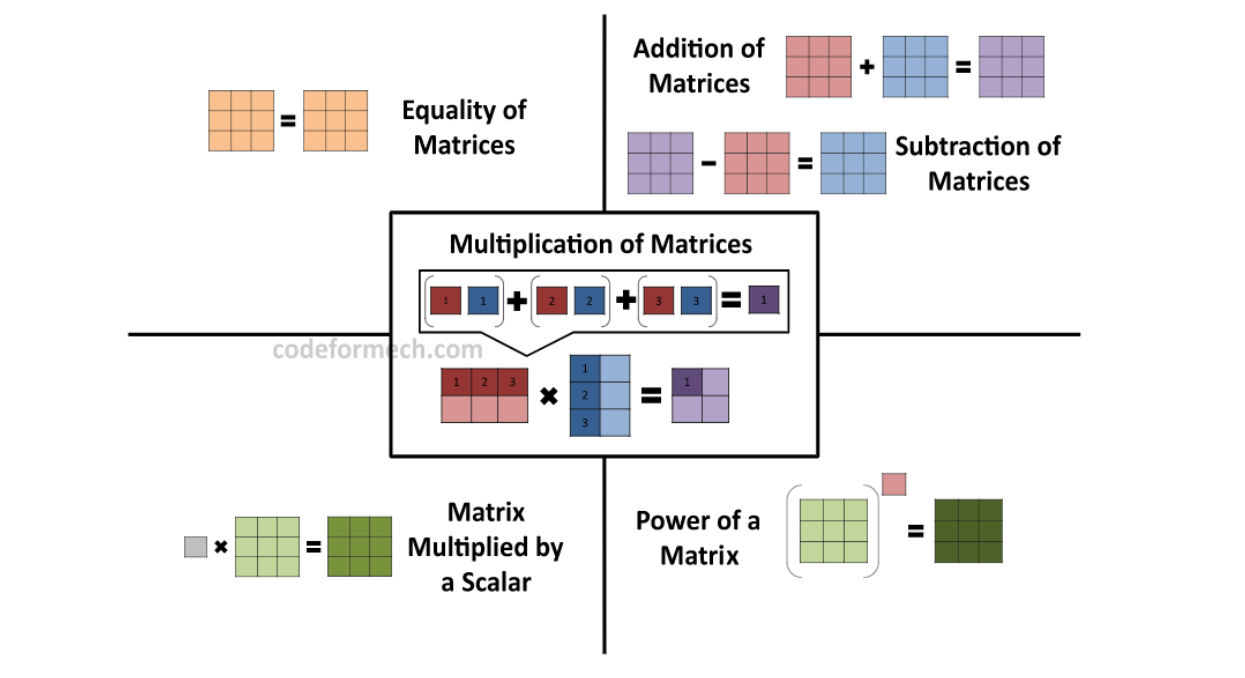 Equality of
Matrices
Addition of
Matrices
+ =
− =
Subtraction of
Matrices
Multiplication of Matrices
1 1 + 2 2 + 3 3 = 1
codeformech.com
1 2 3 × 1 2 3 = 1
× =
Matrix
Multiplied by
a Scalar
Power of a
Matrix
=